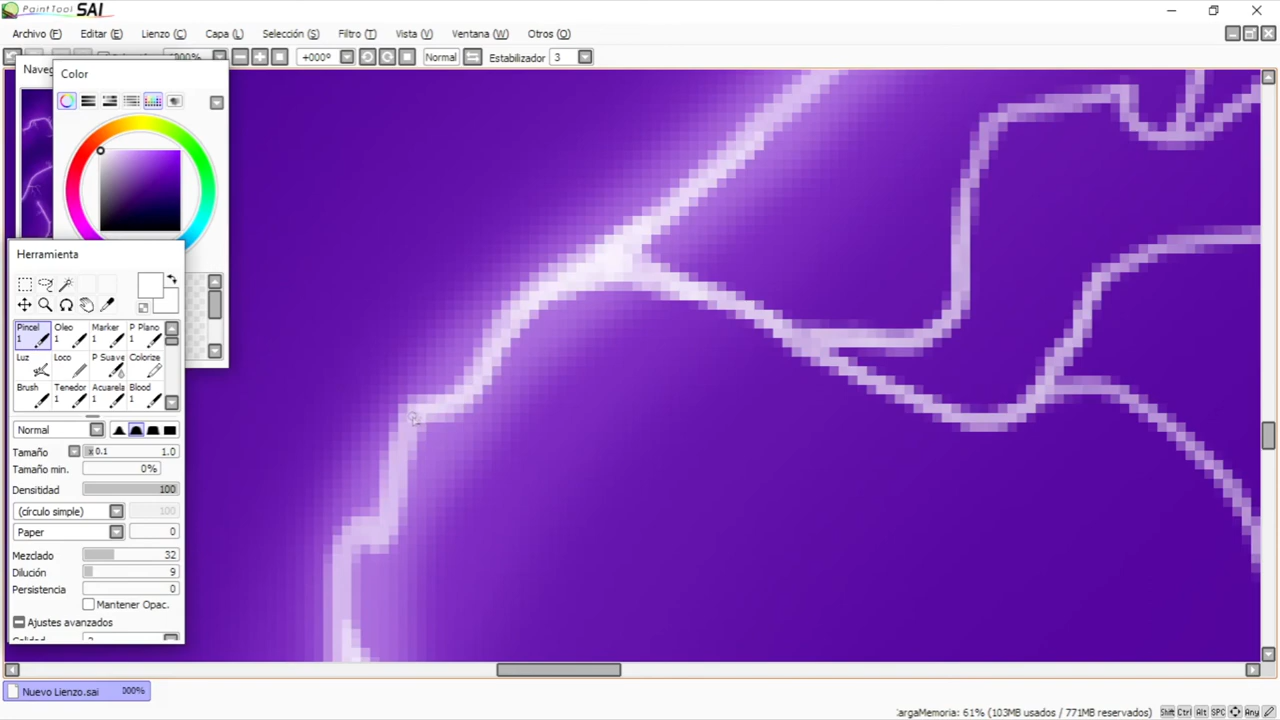 PaintTool SAI
Archivo (F) Editar (E) Lienzo (C) Capa (L) Selección (S) Filtro (T) Vista (V) Ventana (W) Otros (O)
+000º Normal Estabilizador 3
Color
Herramienta
Pincel Oleo Marker P Plano
1 1 1 1
Luz Loco P Suave Colorize
Brush Tenedor Acuarela Blood
1 1 1 1
Normal
Tamaño x 0.1 1.0
Tamaño min. 0%
Densitidad 100
(círculo simple) 100
Paper 0
Mezclado 32
Dilución 9
Persistencia 0
Mantener Opac.
Ajustes avanzados
Nuevo Lienzo.sai 000%
argaMemoria: 61% (103MB usados / 771MB reservados) Shift Ctrl Alt SPC Any